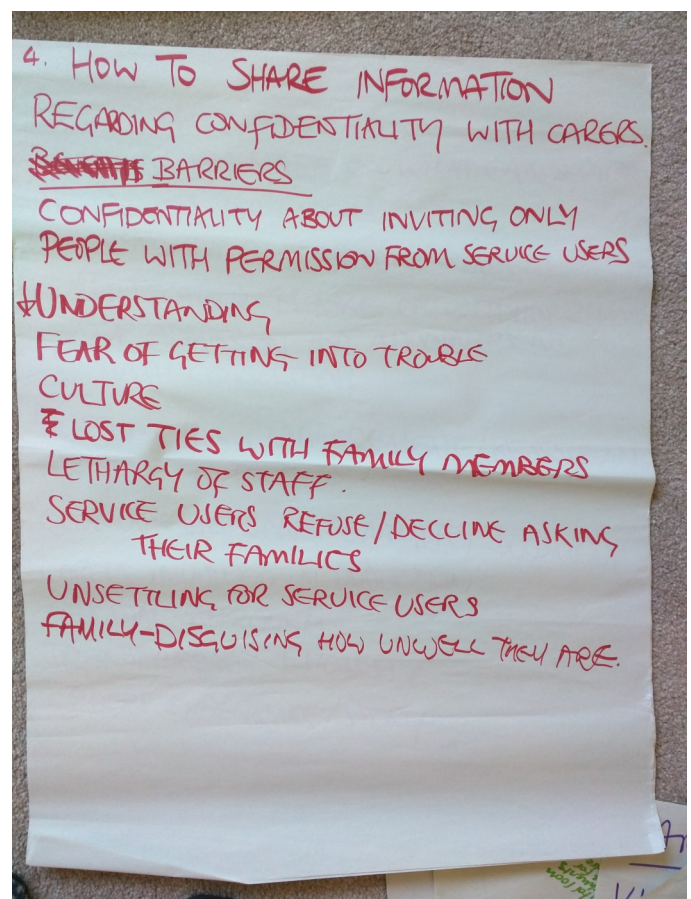 4. HOW TO SHARE INFORMATION
REGARDING CONFIDENTIALITY WITH CARERS.
BARRIERS
CONFIDENTIALITY ABOUT INVITING ONLY
PEOPLE WITH PERMISSION FROM SERVICE USERS
↓UNDERSTANDING
FEAR OF GETTING INTO TROUBLE
CULTURE
LOST TIES WITH FAMILY MEMBERS
LETHARGY OF STAFF.
SERVICE USERS REFUSE/DECLINE ASKING
THEIR FAMILIES
UNSETTLING FOR SERVICE USERS
FAMILY-DISGUISING HOW UNWELL THEY ARE.